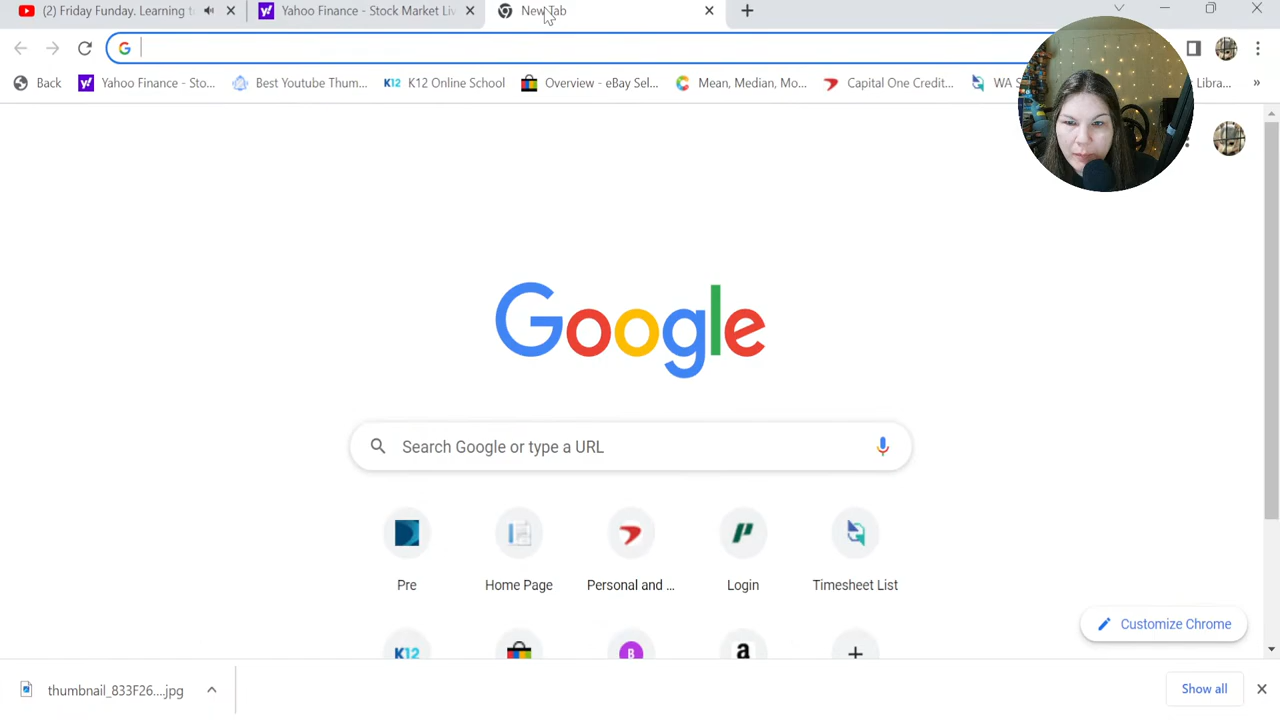 (2) Friday Funday. Learning t
Yahoo Finance - Stock Market Liv
New Tab
Back
Yahoo Finance - Sto...
Best Youtube Thum...
K12 K12 Online School
Overview - eBay Sel...
Mean, Median, Mo...
Capital One Credit...
WA S
Libra...
»
Google
Search Google or type a URL
Pre
Home Page
Personal and ...
Login
Timesheet List
K12
B
a
Customize Chrome
thumbnail_833F26....jpg
Show all